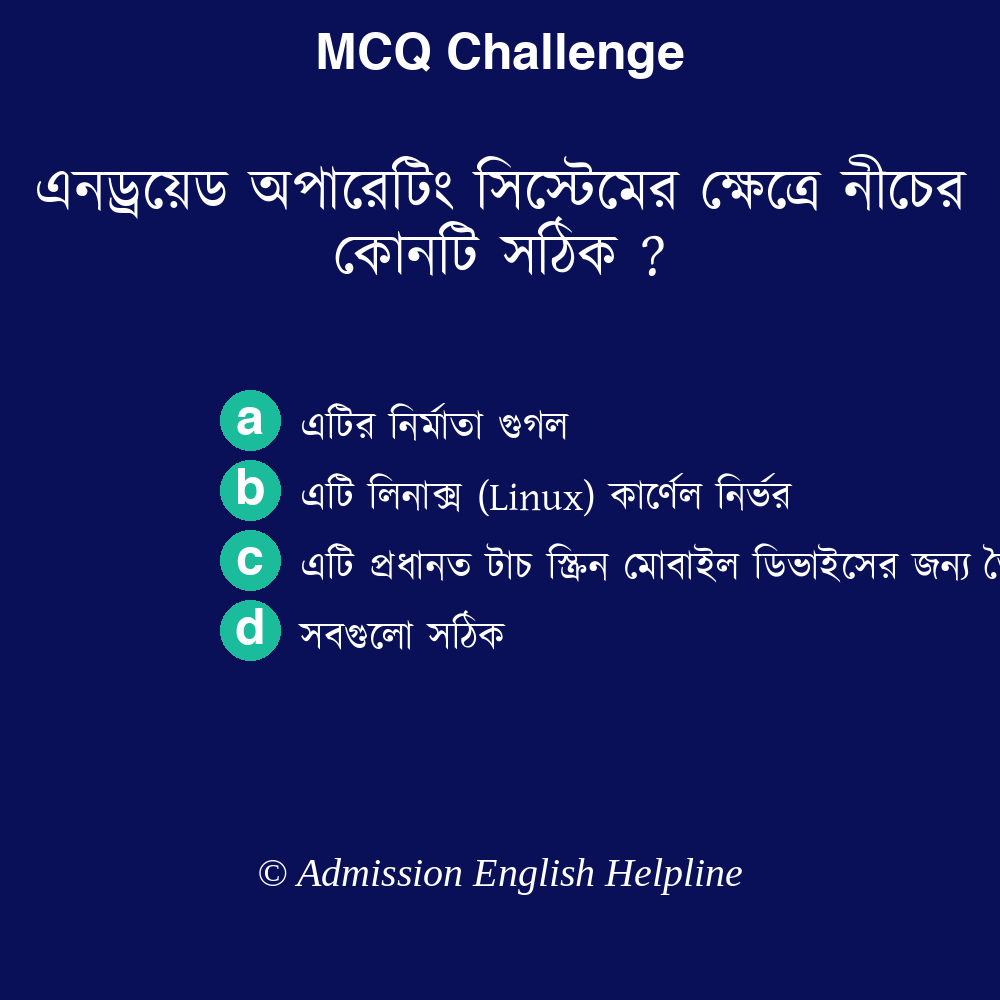 MCQ Challenge
এনড্রয়েড অপারেটিং সিস্টেমের ক্ষেত্রে নীচের
কোনটি সঠিক ?
a এটির নির্মাতা গুগল
b এটি লিনাক্স (Linux) কার্ণেল নির্ভর
c এটি প্রধানত টাচ স্ক্রিন মোবাইল ডিভাইসের জন্য
d সবগুলো সঠিক
© Admission English Helpline